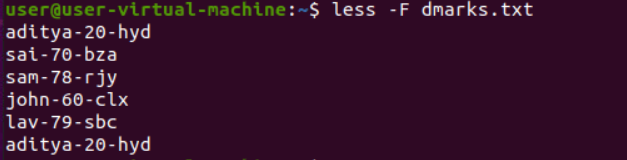 user@user-virtual-machine:~$ less -F dmarks.txt
aditya-20-hyd
sai-70-bza
sam-78-rjy
john-60-clx
lav-79-sbc
aditya-20-hyd